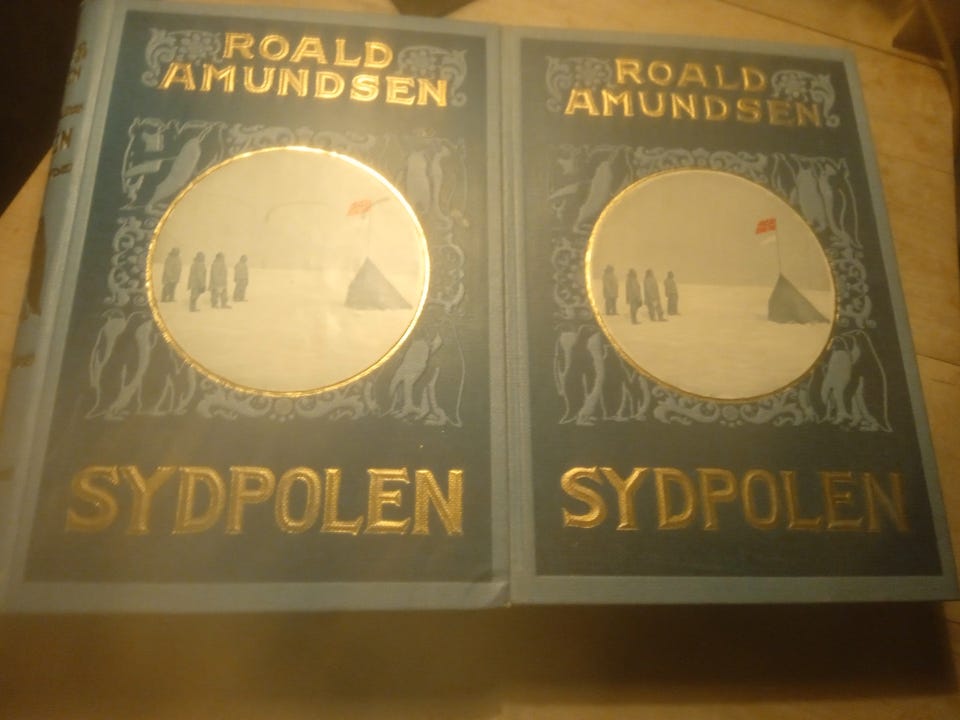 ROALD
AMUNDSEN
SYDPOLEN
ROALD
AMUNDSEN
SYDPOLEN